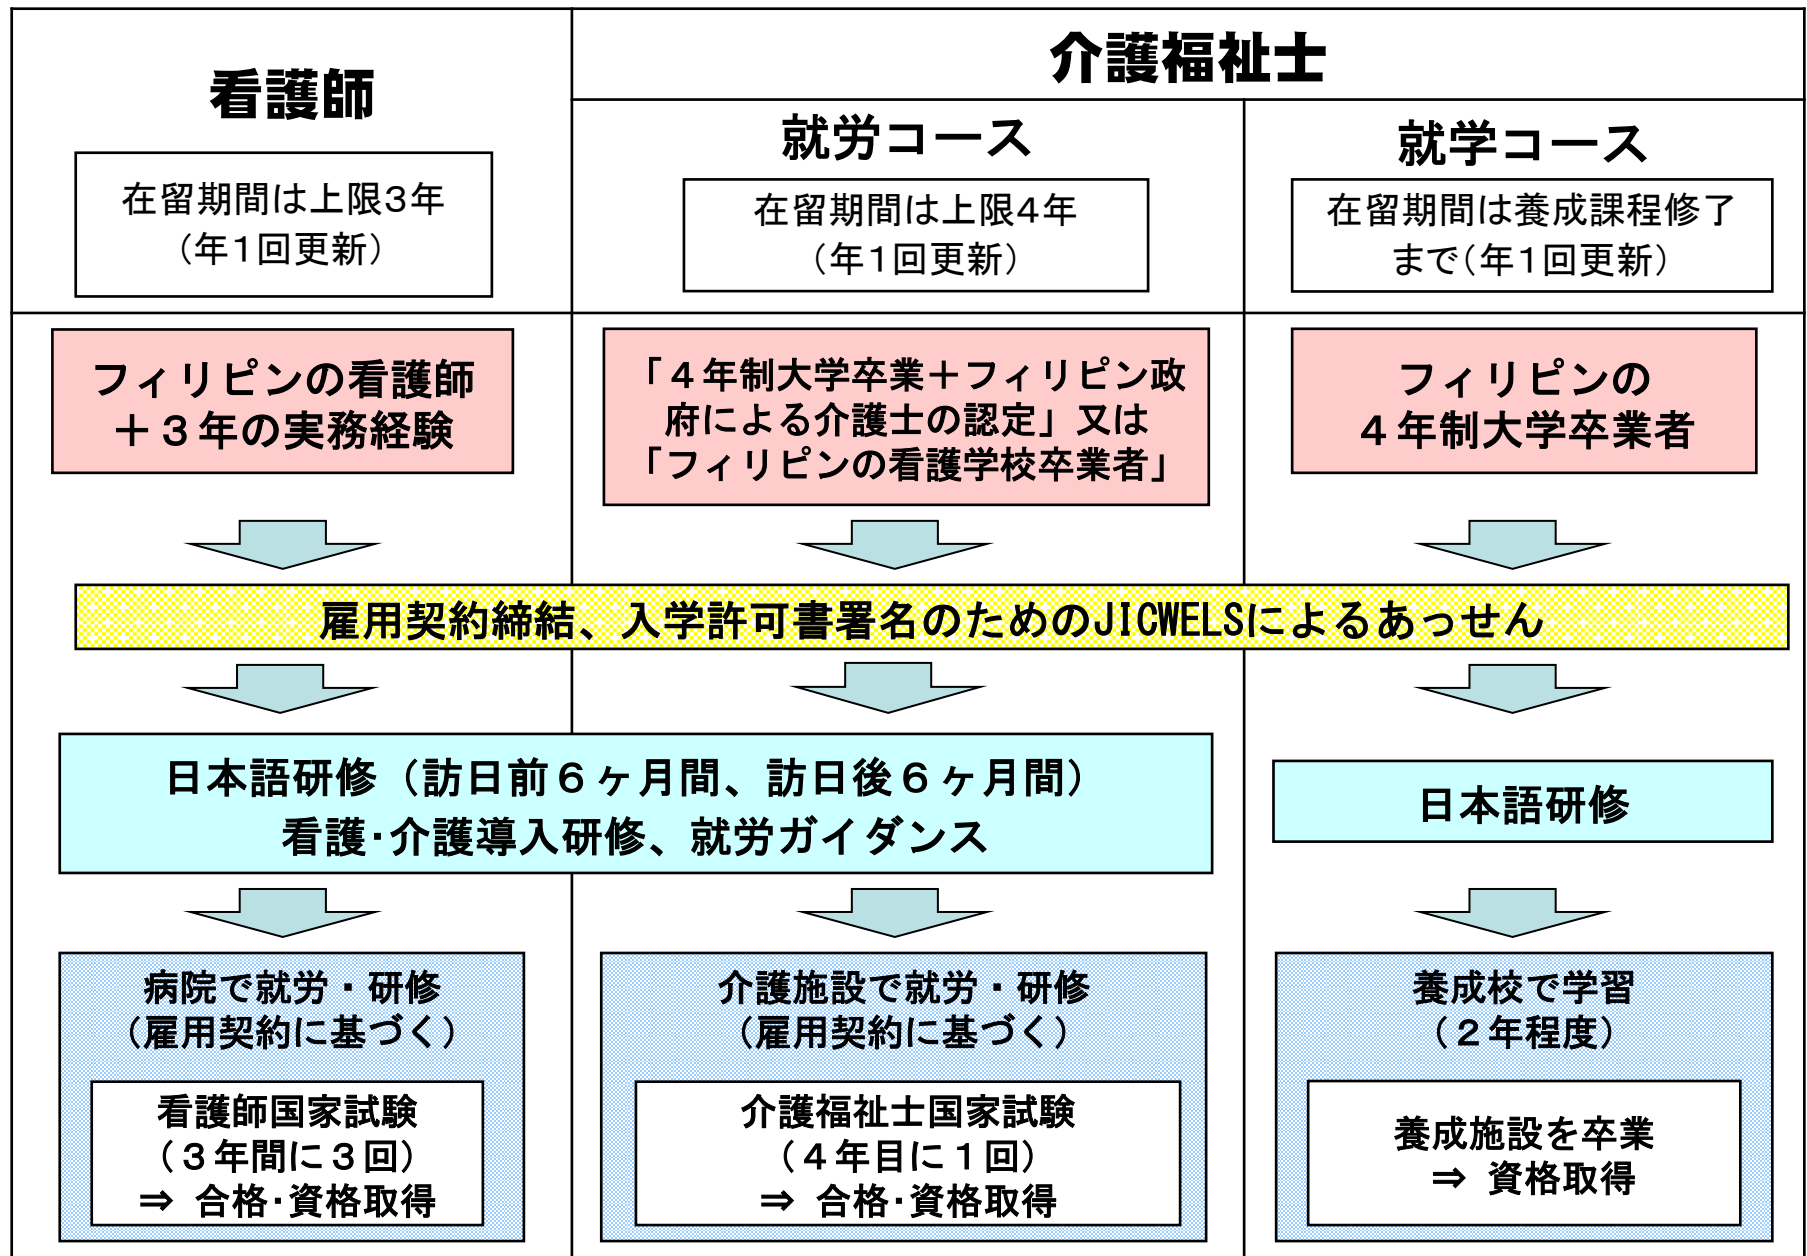 看護師
在留期間は上限3年
(年1回更新)
介護福祉士
就労コース
在留期間は上限4年
(年1回更新)
就学コース
在留期間は養成課程修了
まで(年1回更新)
フィリピンの看護師
＋３年の実務経験
「４年制大学卒業＋フィリピン政
府による介護士の認定」又は
「フィリピンの看護学校卒業者」
フィリピンの
４年制大学卒業者
雇用契約締結、入学許可書署名のためのJICWELSによるあっせん
日本語研修（訪日前６ヶ月間、訪日後６ヶ月間）
看護・介護導入研修、就労ガイダンス
日本語研修
病院で就労・研修
（雇用契約に基づく）
看護師国家試験
（３年間に３回）
⇒ 合格・資格取得
介護施設で就労・研修
（雇用契約に基づく）
介護福祉士国家試験
（４年目に１回）
⇒ 合格・資格取得
養成校で学習
（２年程度）
養成施設を卒業
⇒ 資格取得